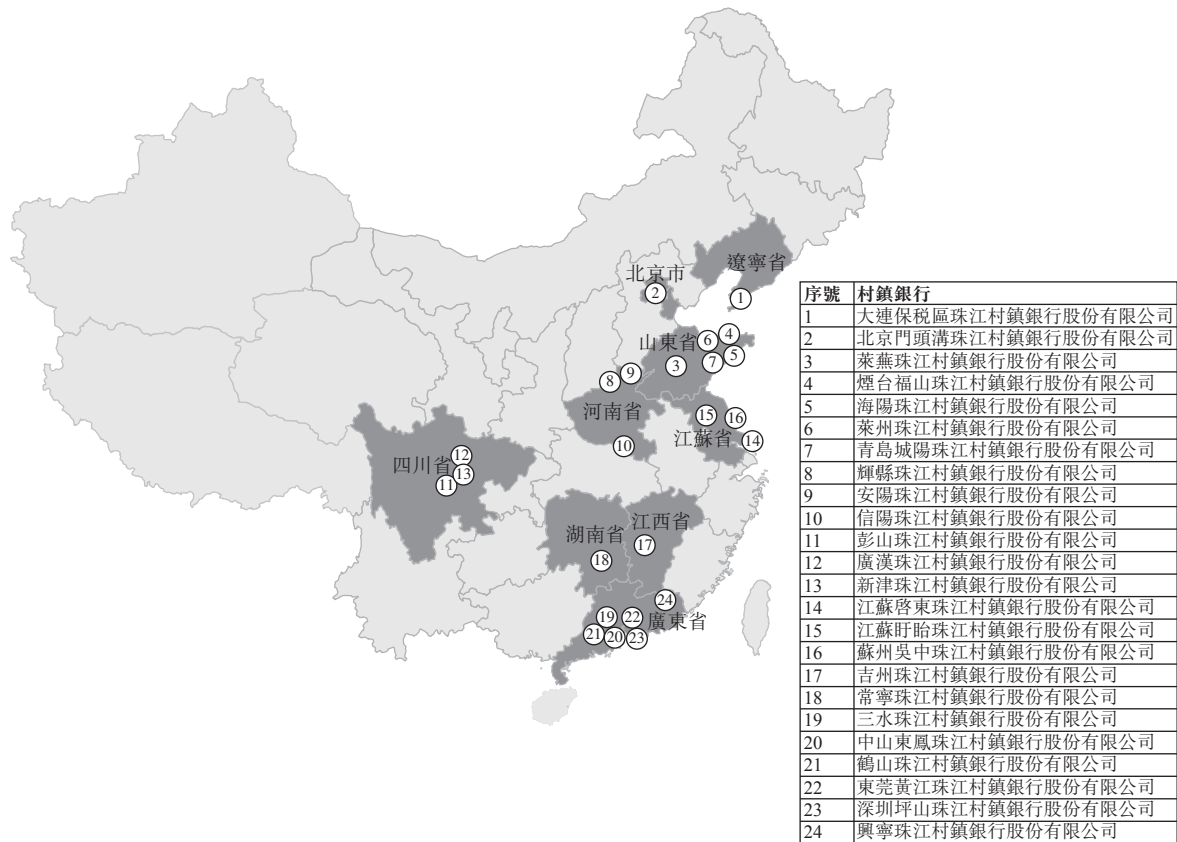 北京市
遼寧省
②
①
山東省
⑥
④
⑤
⑦
③
⑨
⑧
河南省
⑩
⑮
⑯
江蘇省
⑭
四川省
⑫
⑬
⑪
湖南省
⑱
江西省
⑰
㉔
⑲
㉒
廣東省
㉑
⑳
㉓
序號 村鎮銀行
1 大連保税區珠江村鎮銀行股份有限公司
2 北京門頭溝珠江村鎮銀行股份有限公司
3 萊蕪珠江村鎮銀行股份有限公司
4 煙台福山珠江村鎮銀行股份有限公司
5 海陽珠江村鎮銀行股份有限公司
6 萊州珠江村鎮銀行股份有限公司
7 青島城陽珠江村鎮銀行股份有限公司
8 輝縣珠江村鎮銀行股份有限公司
9 安陽珠江村鎮銀行股份有限公司
10 信陽珠江村鎮銀行股份有限公司
11 彭山珠江村鎮銀行股份有限公司
12 廣漢珠江村鎮銀行股份有限公司
13 新津珠江村鎮銀行股份有限公司
14 江蘇啓東珠江村鎮銀行股份有限公司
15 江蘇盱眙珠江村鎮銀行股份有限公司
16 蘇州吳中珠江村鎮銀行股份有限公司
17 吉州珠江村鎮銀行股份有限公司
18 常寧珠江村鎮銀行股份有限公司
19 三水珠江村鎮銀行股份有限公司
20 中山東鳳珠江村鎮銀行股份有限公司
21 鶴山珠江村鎮銀行股份有限公司
22 東莞黃江珠江村鎮銀行股份有限公司
23 深圳坪山珠江村鎮銀行股份有限公司
24 興寧珠江村鎮銀行股份有限公司